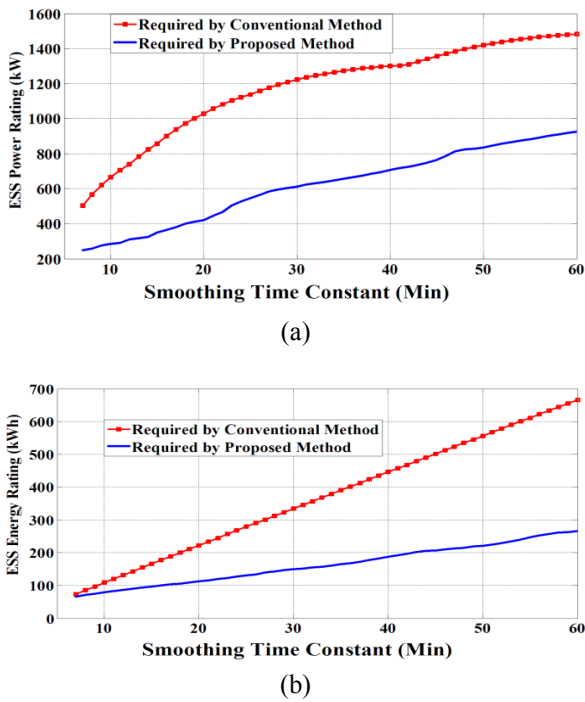 1600
1400
1200
1000
800
600
400
200
ESS Power Rating (kW)
Required by Conventional Method
Required by Proposed Method
10 20 30 40 50 60
Smoothing Time Constant (Min)
(a)
700
600
500
400
300
200
100
0
ESS Energy Rating (kWh)
Required by Conventional Method
Required by Proposed Method
10 20 30 40 50 60
Smoothing Time Constant (Min)
(b)